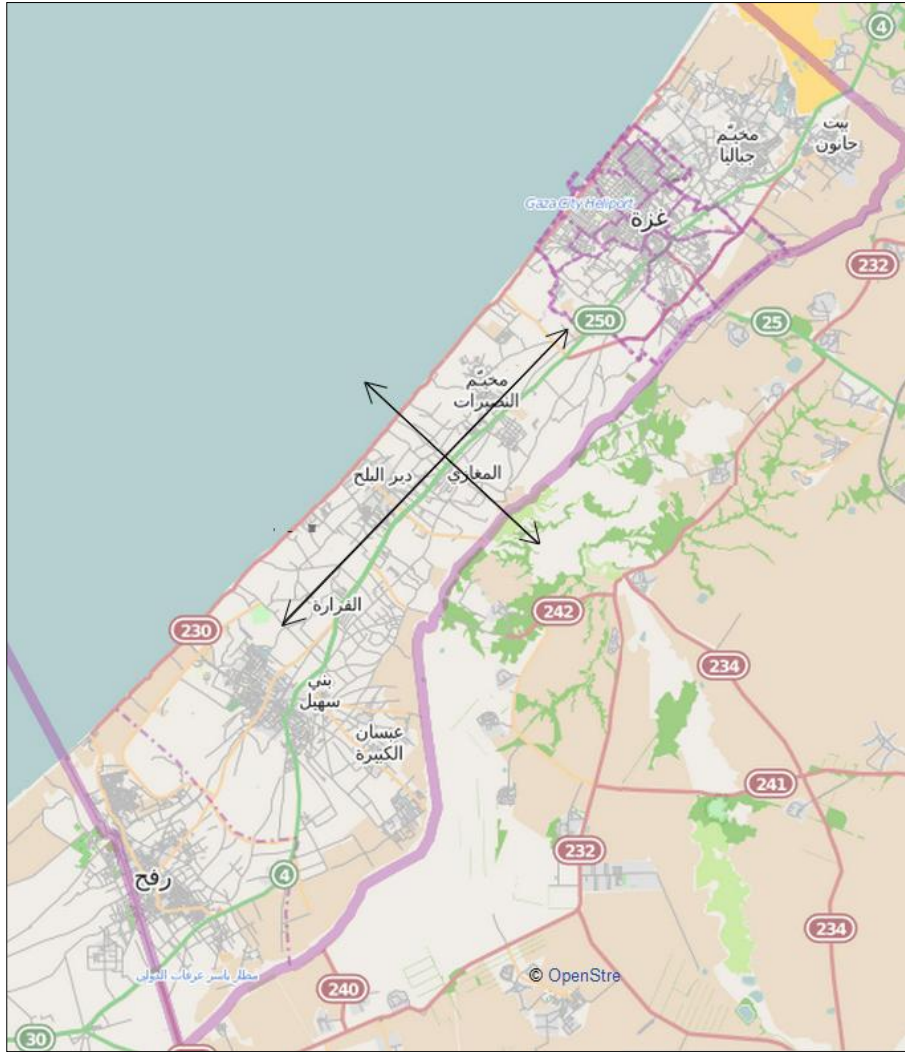 4
بيت
حانون
مخيّم
جباليا
Gaza City Heliport
غزة
232
250
25
مخيّم
النصيرات
دير البلح
المغازي
القرارة
242
230
234
بني
سهيل
عبسان
الكبيرة
241
232
رفح
4
234
مطار ياسر عرفات الدولي
© OpenStre
240
30